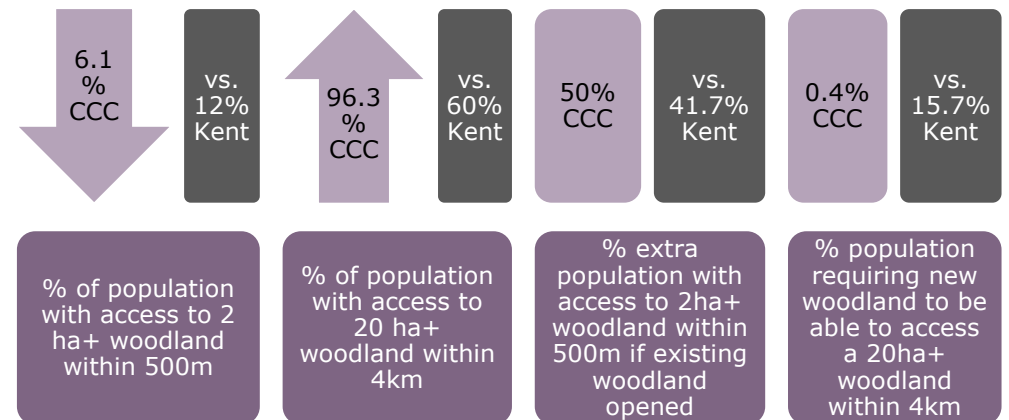 6.1
%
CCC
vs.
12%
Kent
96.3
%
CCC
vs.
60%
Kent
50%
CCC
vs.
41.7%
Kent
0.4%
CCC
vs.
15.7%
Kent
% of population
with access to 2
ha+ woodland
within 500m
% of population
with access to
20 ha+
woodland within
4km
% extra
population with
access to 2ha+
woodland within
500m if existing
woodland
opened
% population
requiring new
woodland to be
able to access
a 20ha+
woodland
within 4km